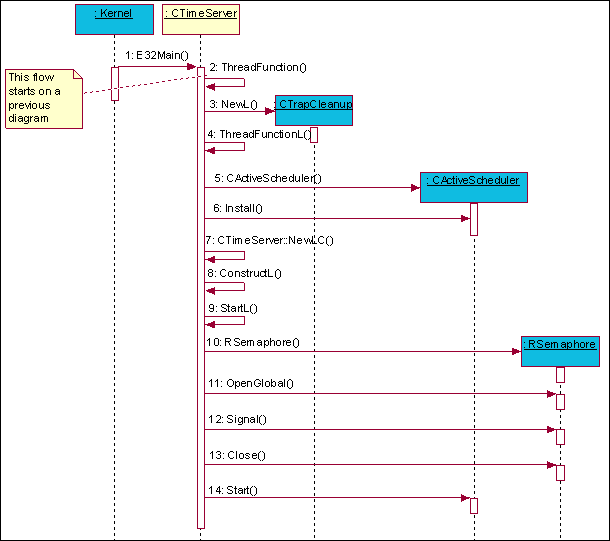 : Kernel
: CTimeServer
1: E32Main()
2: ThreadFunction()
This flow
starts on a
previous
diagram
3: NewL()
: CTrapCleanup
4: ThreadFunctionL()
5: CActiveScheduler()
: CActiveScheduler
6: Install()
7: CTimeServer::NewLC()
8: ConstructL()
9: StartL()
10: RSemaphore()
: RSemaphore
11: OpenGlobal()
12: Signal()
13: Close()
14: Start()